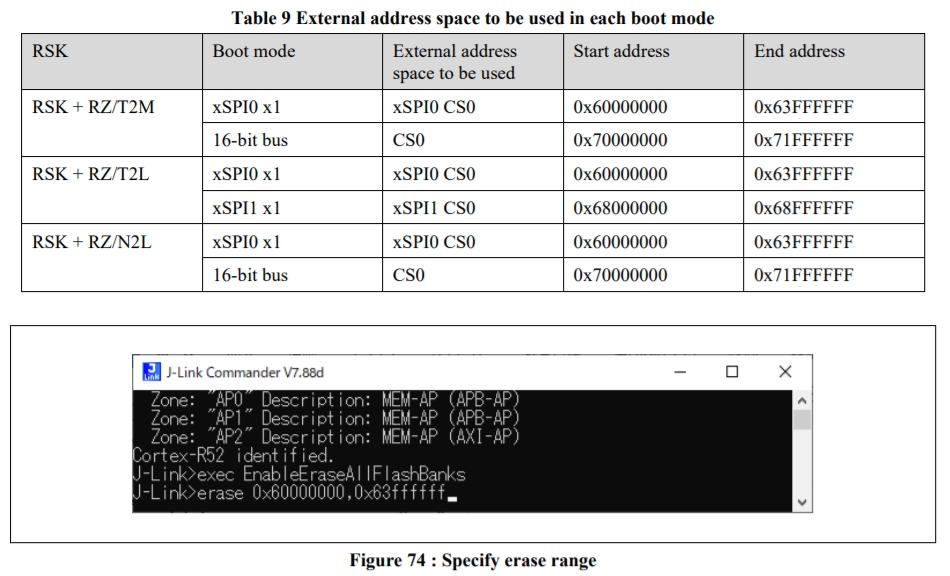 Table 9 External address space to be used in each boot mode
RSK Boot mode External address space to be used Start address End address
RSK + RZ/T2M xSPI0 x1 xSPI0 CS0 0x60000000 0x63FFFFFF
16-bit bus CS0 0x70000000 0x71FFFFFF
RSK + RZ/T2L xSPI0 x1 xSPI0 CS0 0x60000000 0x63FFFFFF
xSPI1 x1 xSPI1 CS0 0x68000000 0x68FFFFFF
RSK + RZ/N2L xSPI0 x1 xSPI0 CS0 0x60000000 0x63FFFFFF
16-bit bus CS0 0x70000000 0x71FFFFFF
J-Link Commander V7.88d
Zone: "AP0" Description: MEM-AP (APB-AP)
Zone: "AP1" Description: MEM-AP (APB-AP)
Zone: "AP2" Description: MEM-AP (AXI-AP)
Cortex-R52 identified.
J-Link>exec EnableEraseAllFlashBanks
J-Link>erase 0x60000000,0x63ffffff_
Figure 74 : Specify erase range